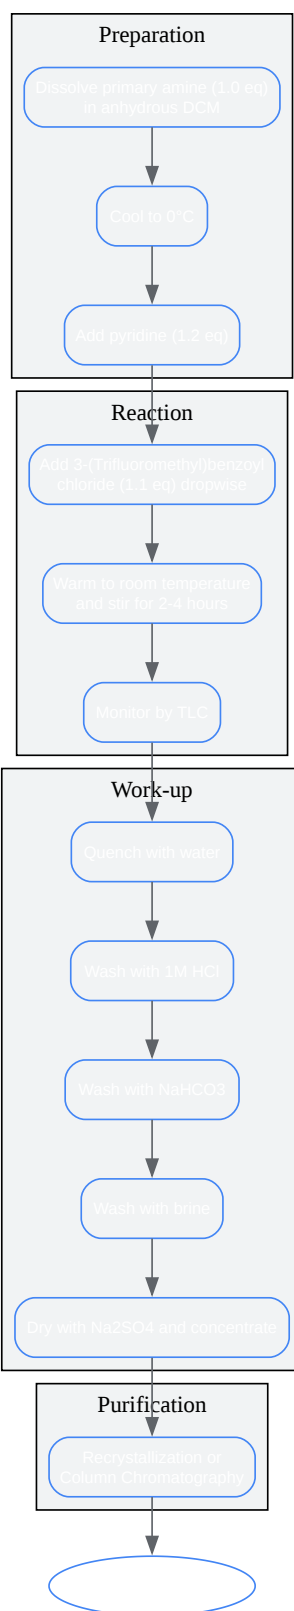 Preparation
Dissolve primary amine (1.0 eq)
in anhydrous DCM
Cool to 0°C
Add pyridine (1.2 eq)
Reaction
Add 3-(Trifluoromethyl)benzoyl
chloride (1.1 eq) dropwise
Warm to room temperature
and stir for 2-4 hours
Monitor by TLC
Work-up
Quench with water
Wash with 1M HCl
Wash with NaHCO3
Wash with brine
Dry with Na2SO4 and concentrate
Purification
Recrystallization or
Column Chromatography